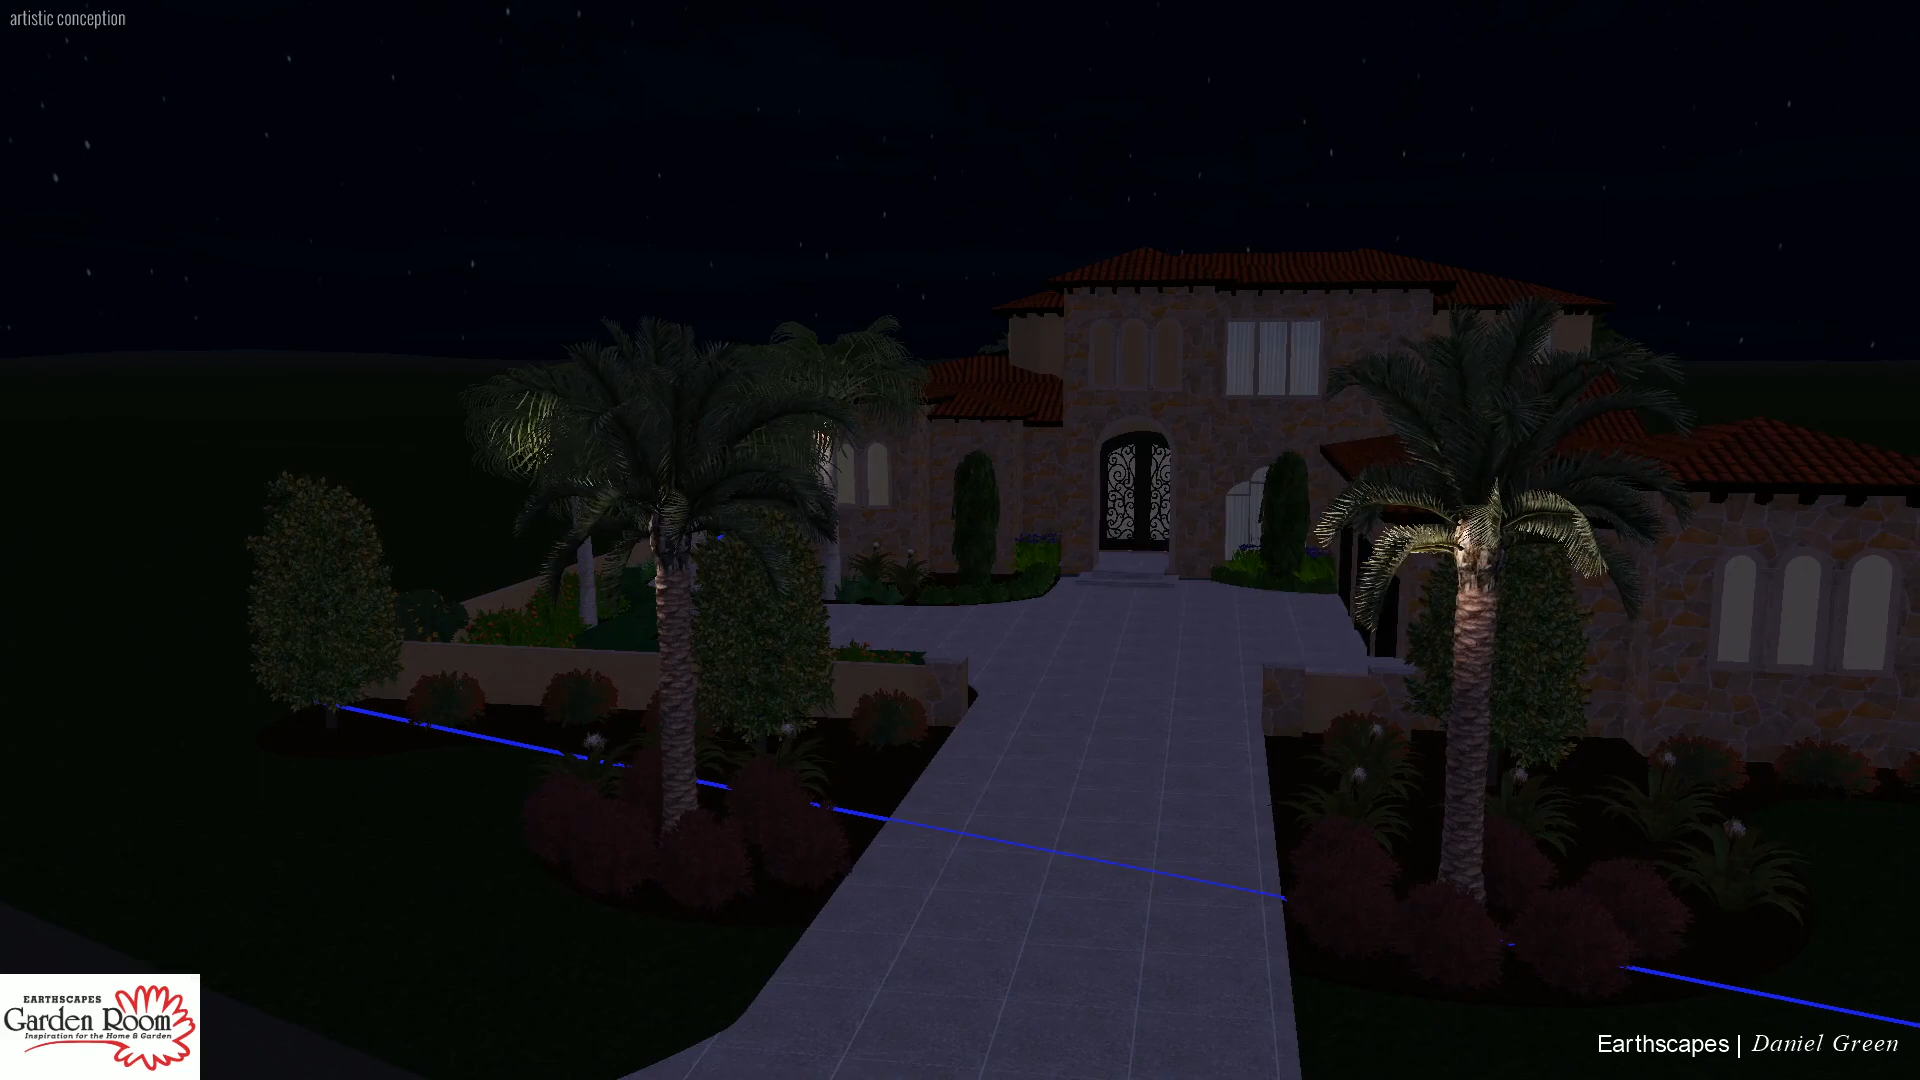 artistic conception
EARTHSCAPES
Garden Room
Inspiration for the Home & Garden
Earthscapes | Daniel Green